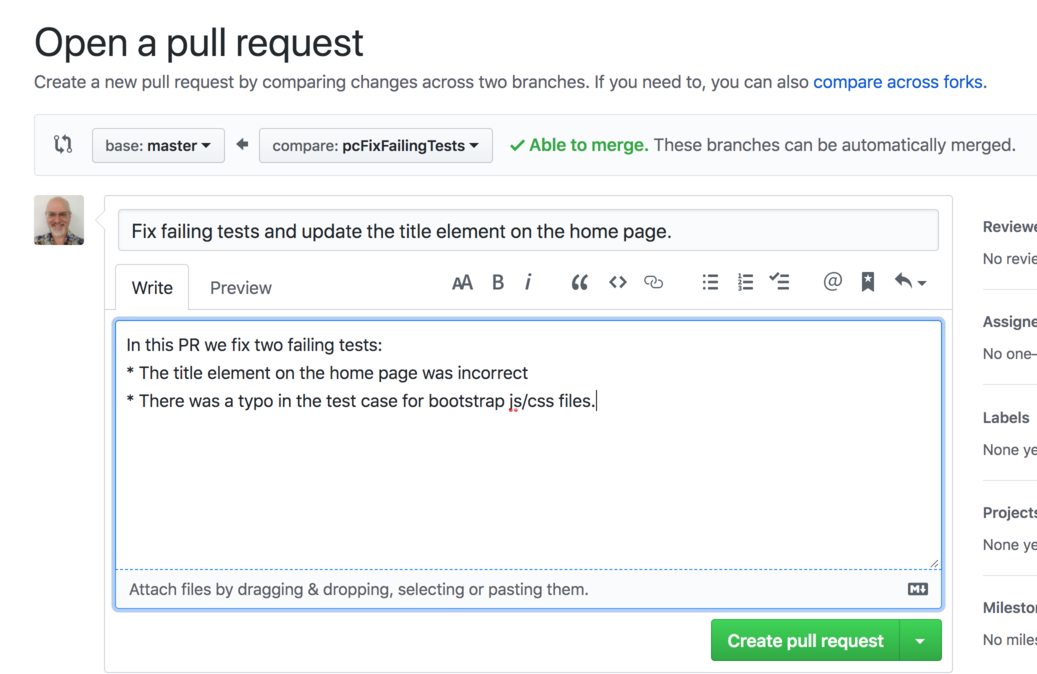 Open a pull request
Create a new pull request by comparing changes across two branches. If you need to, you can also compare across forks.
base: master compare: pcFixFailingTests Able to merge. These branches can be automatically merged.
Fix failing tests and update the title element on the home page.
Write Preview AA B i @
In this PR we fix two failing tests:
* The title element on the home page was incorrect
* There was a typo in the test case for bootstrap js/css files.
Attach files by dragging & dropping, selecting or pasting them.
Create pull request
Reviewe
No revie
Assigne
No one–
Labels
None ye
Projects
None ye
Milesto
No miles